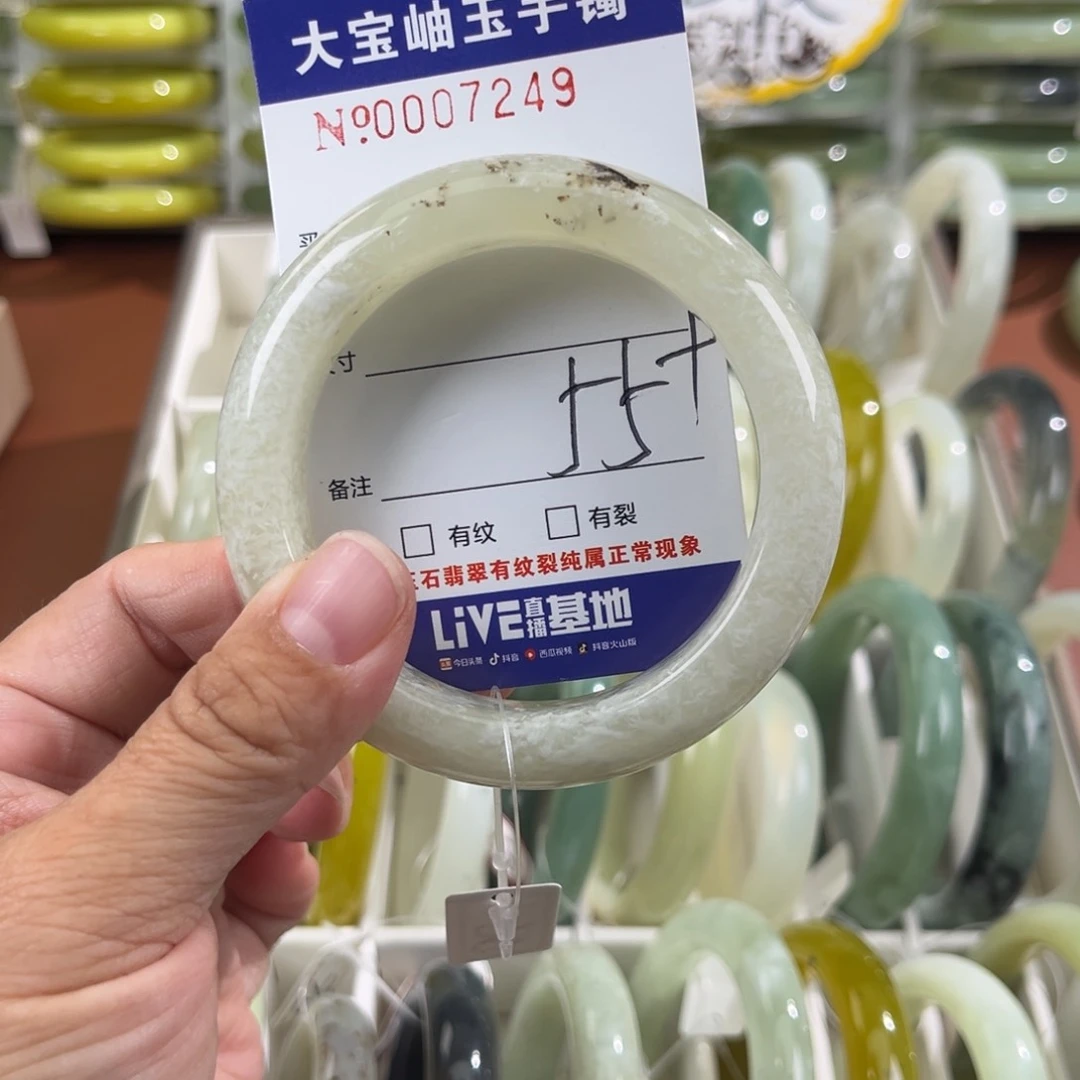 大宝岫玉手镯
№0007249
寸
55+
备注
□ 有纹 □ 有裂
石翡翠有纹裂纯属正常现象
LiVE直播基地
今日头条 抖音 西瓜视频 抖音火山版